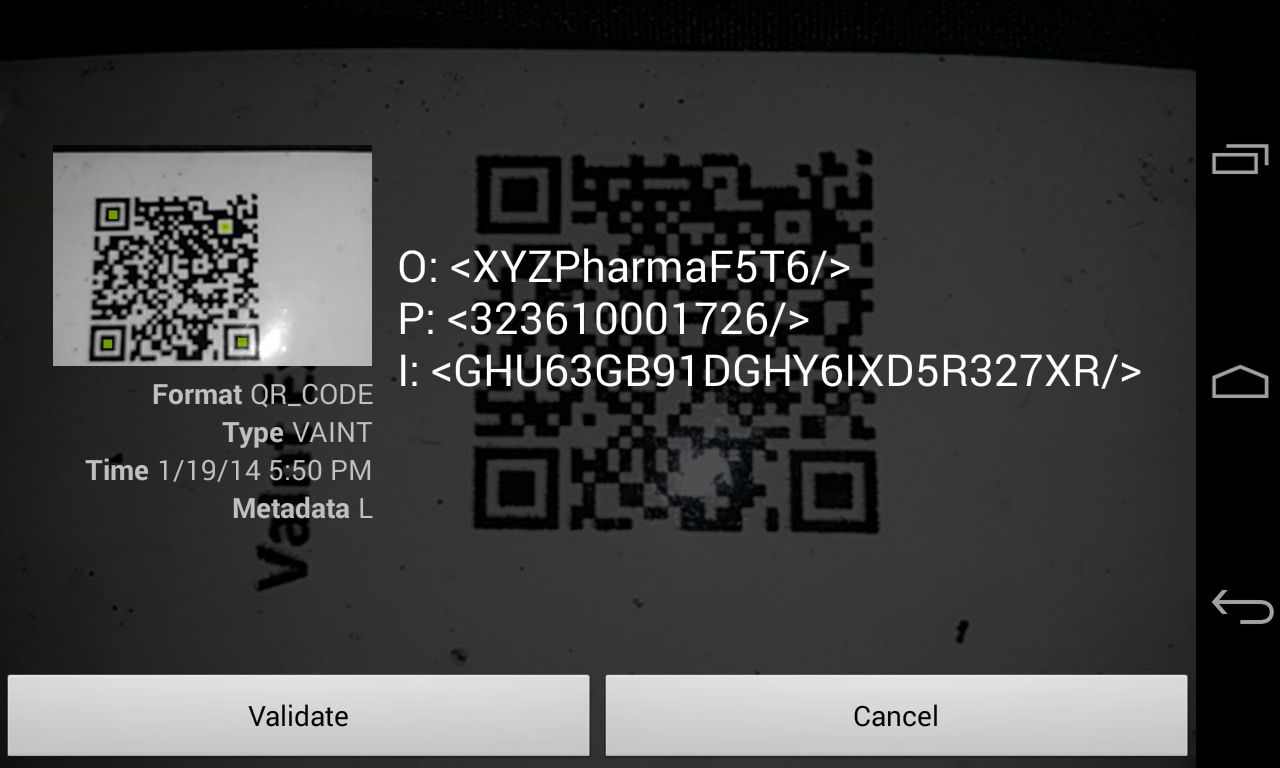 O: <XYZPharmaF5T6/>
P: <323610001726/>
I: <GHU63GB91DGHY6IXD5R327XR/>
Format QR_CODE
Type VAINT
Time 1/19/14 5:50 PM
Metadata L
Validate
Cancel